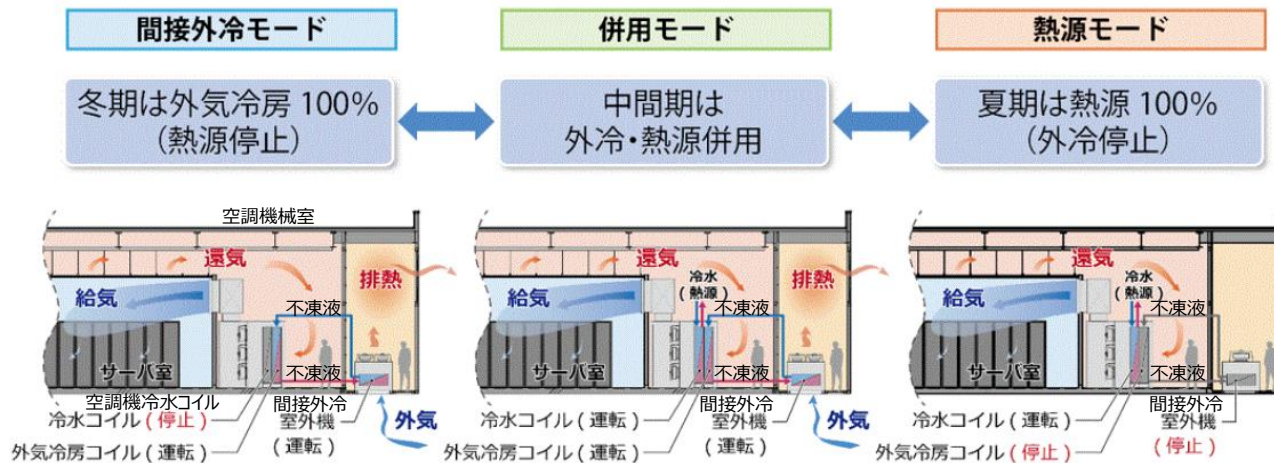 間接外冷モード
併用モード
熱源モード
冬期は外気冷房 100%
（熱源停止）
中間期は
外冷・熱源併用
夏期は熱源 100%
（外冷停止）
空調機械室
還気
給気
排熱
不凍液
サーバ室
不凍液
空調機冷水コイル
間接外冷
冷水コイル (停止)
室外機
(運転)
外気冷房コイル (運転)
外気
還気
冷水
(熱源)
給気
排熱
不凍液
サーバ室
不凍液
間接外冷
冷水コイル (運転)
室外機
(運転)
外気冷房コイル (運転)
外気
還気
冷水
(熱源)
給気
不凍液
サーバ室
不凍液
間接外冷
冷水コイル (運転)
室外機
(停止)
外気冷房コイル (停止)